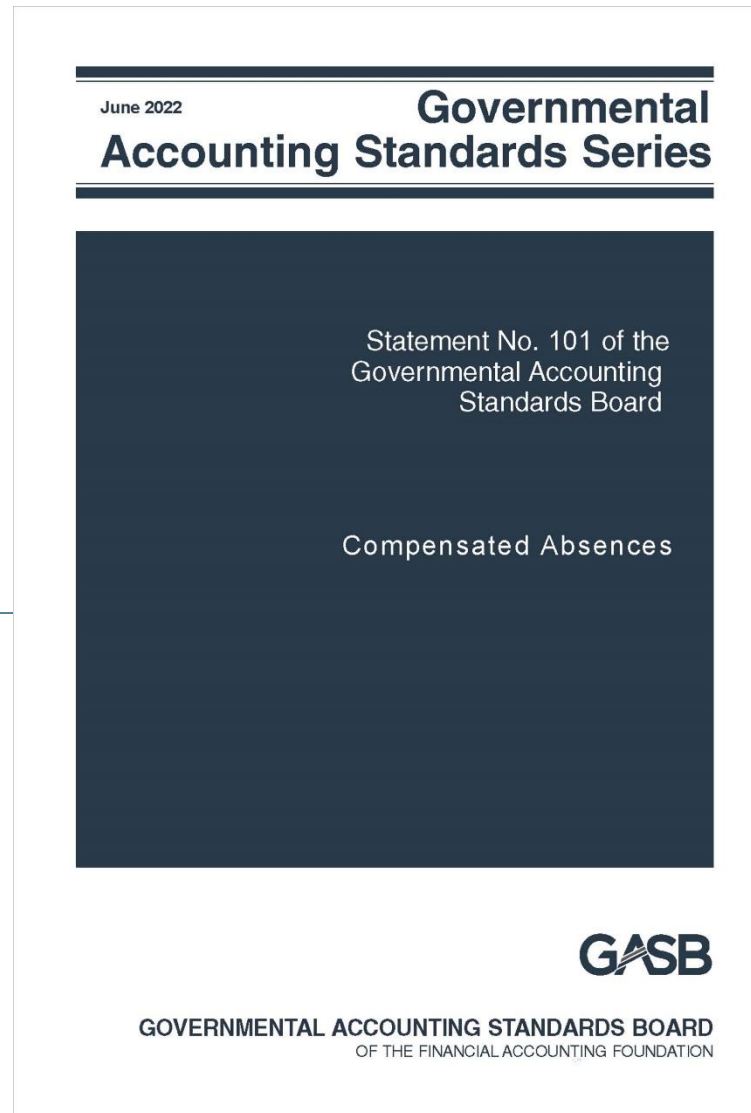 June 2022
Governmental
Accounting Standards Series
Statement No. 101 of the
Governmental Accounting
Standards Board
Compensated Absences
GASB
GOVERNMENTAL ACCOUNTING STANDARDS BOARD
OF THE FINANCIAL ACCOUNTING FOUNDATION